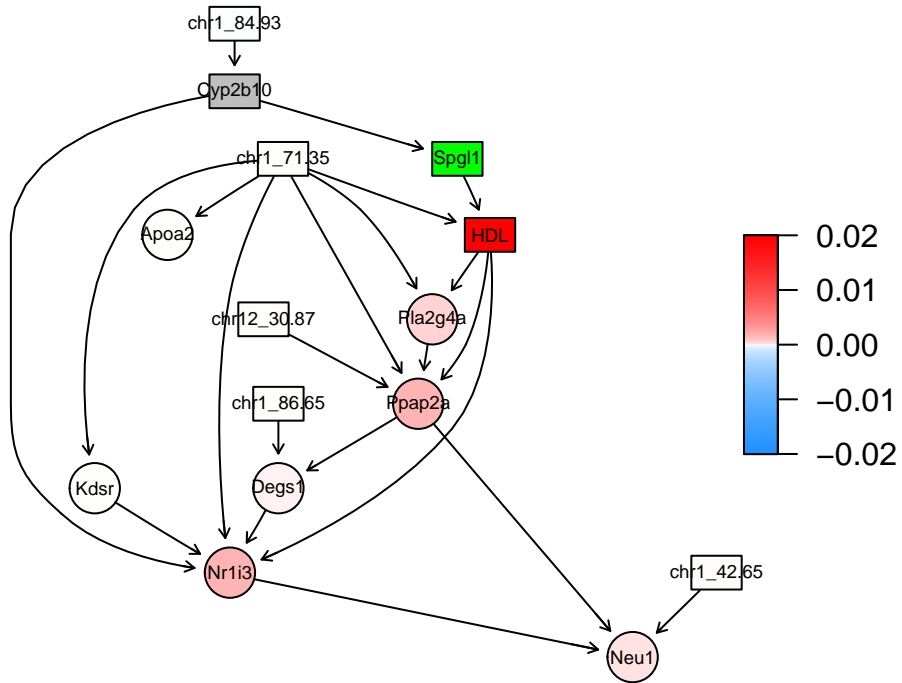 chr1_84.93
Cyp2b10
chr1_71.35
Spgl1
Apoa2
HDL
0.02
0.01
0.00
−0.01
−0.02
chr12_30.87
Pla2g4a
chr1_86.65
Ppap2a
Kdsr
Degs1
Nr1i3
chr1_42.65
Neu1